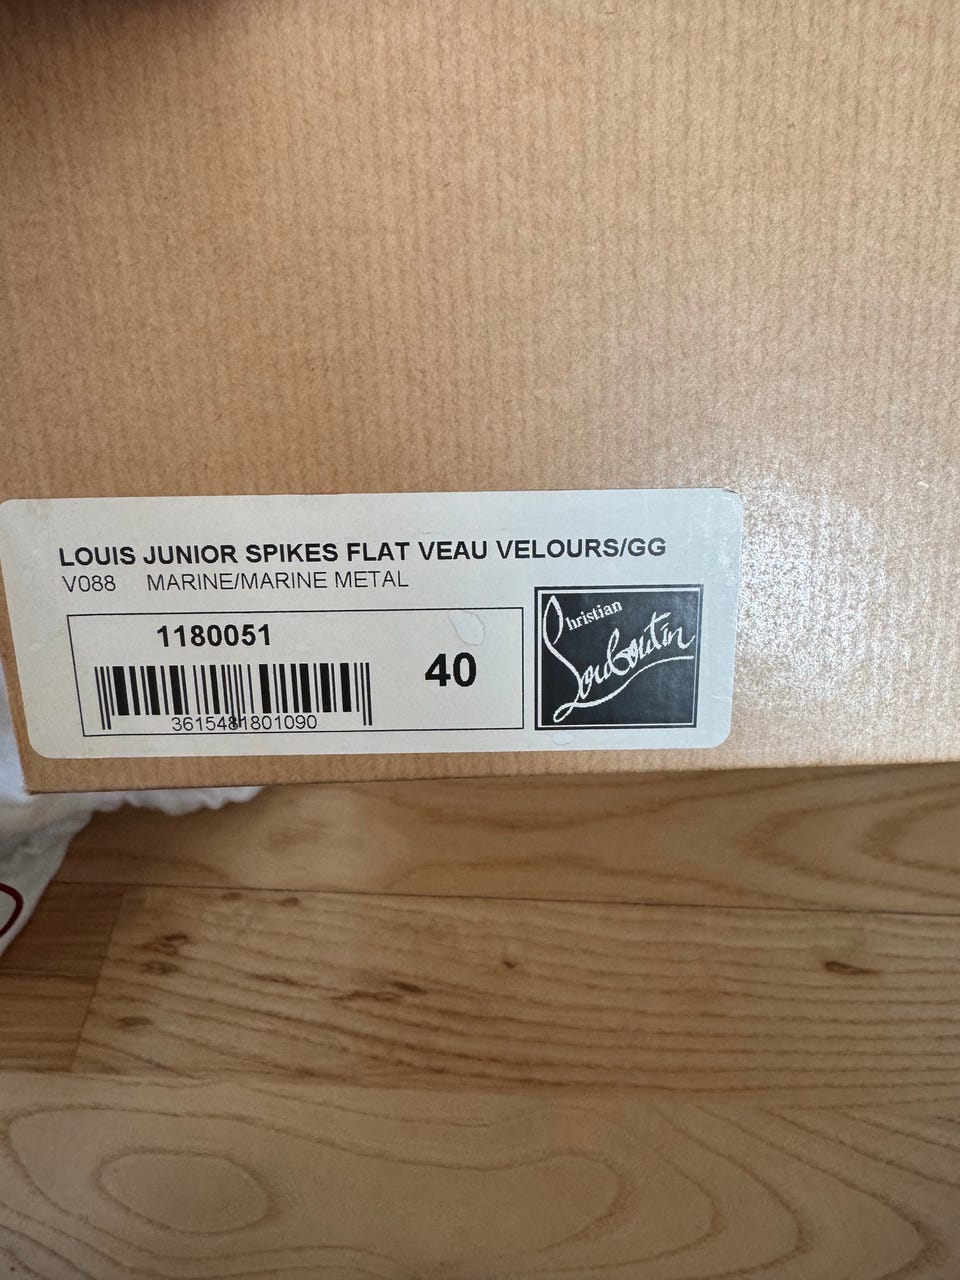 LOUIS JUNIOR SPIKES FLAT VEAU VELOURS/GG
V088 MARINE/MARINE METAL
1180051
40
3615481801090
Christian
Louboutin